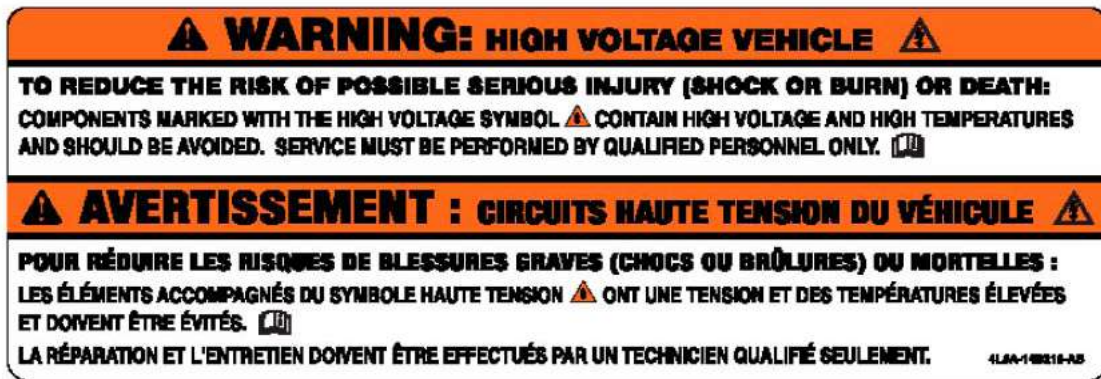 WARNING: HIGH VOLTAGE VEHICLE
TO REDUCE THE RISK OF POSSIBLE SERIOUS INJURY (SHOCK OR BURN) OR DEATH:
COMPONENTS MARKED WITH THE HIGH VOLTAGE SYMBOL CONTAIN HIGH VOLTAGE AND HIGH TEMPERATURES
AND SHOULD BE AVOIDED. SERVICE MUST BE PERFORMED BY QUALIFIED PERSONNEL ONLY.
AVERTISSEMENT : CIRCUITS HAUTE TENSION DU VÉHICULE
POUR RÉDUIRE LES RISQUES DE BLESSURES GRAVES (CHOCS OU BRÛLURES) OU MORTELLES :
LES ÉLÉMENTS ACCOMPAGNÉS DU SYMBOLE HAUTE TENSION ONT UNE TENSION ET DES TEMPÉRATURES ÉLEVÉES
ET DOIVENT ÊTRE ÉVITÉS.
LA RÉPARATION ET L'ENTRETIEN DOIVENT ÊTRE EFFECTUÉS PAR UN TECHNICIEN QUALIFIÉ SEULEMENT.